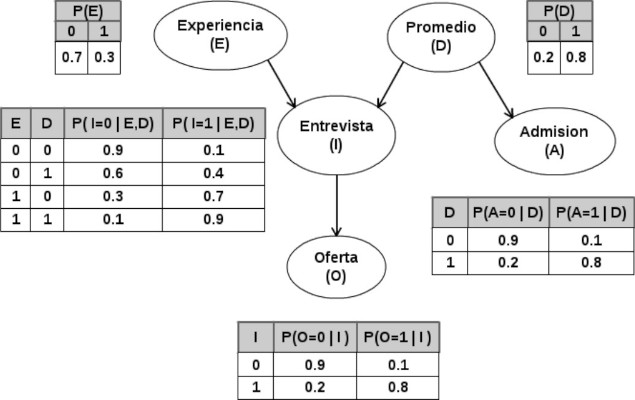 P(E)
0 1
0.7 0.3
Experiencia
(E)
Promedio
(D)
P(D)
0 1
0.2 0.8
E D P( I=0 | E,D) P( I=1 | E,D)
0 0 0.9 0.1
0 1 0.6 0.4
1 0 0.3 0.7
1 1 0.1 0.9
Entrevista
(I)
Admision
(A)
D P(A=0 | D) P(A=1 | D)
0 0.9 0.1
1 0.2 0.8
Oferta
(O)
I P(O=0 | I ) P(O=1 | I )
0 0.9 0.1
1 0.2 0.8